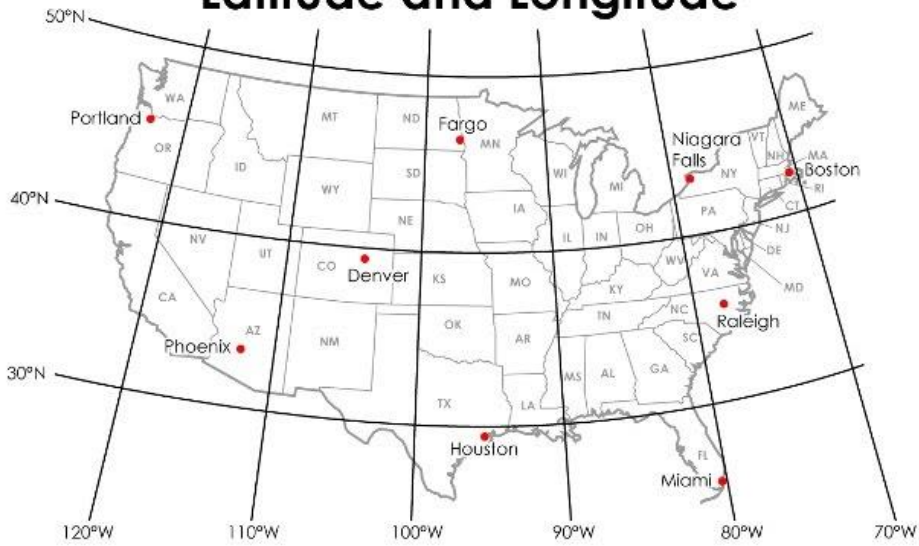 Latitude and Longitude
50°N
WA
Portland
OR
ID
MT
ND
Fargo
MN
ME
VT
NH
MA
Boston
RI
CT
Niagara
Falls
NY
WI
MI
SD
WY
IA
NE
PA
NJ
40°N
NV
UT
CO
Denver
KS
MO
IL
IN
OH
WV
VA
DE
MD
CA
KY
NC
Raleigh
TN
SC
AZ
Phoenix
NM
OK
AR
30°N
TX
LA
MS
AL
GA
Houston
FL
Miami
120°W
110°W
100°W
90°W
80°W
70°W